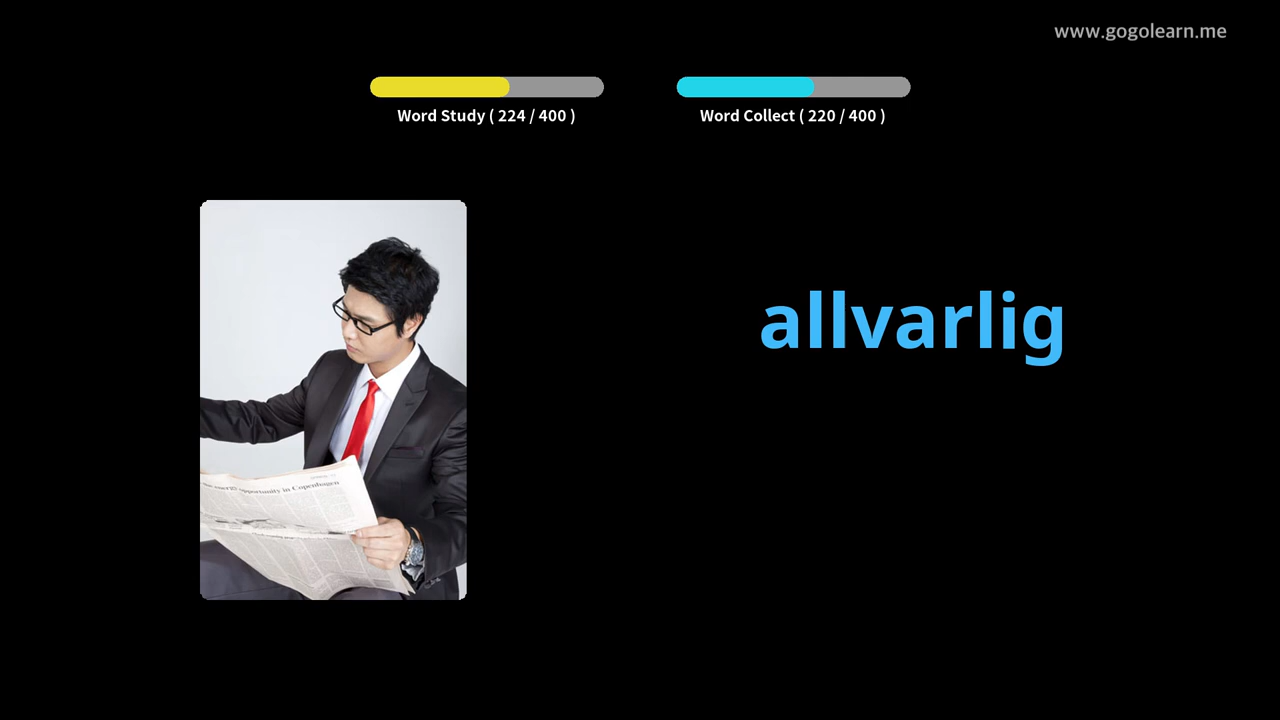 www.gogolearn.me
Word Study ( 224 / 400 )
Word Collect ( 220 / 400 )
allvarlig
opportunity in Copenhagen